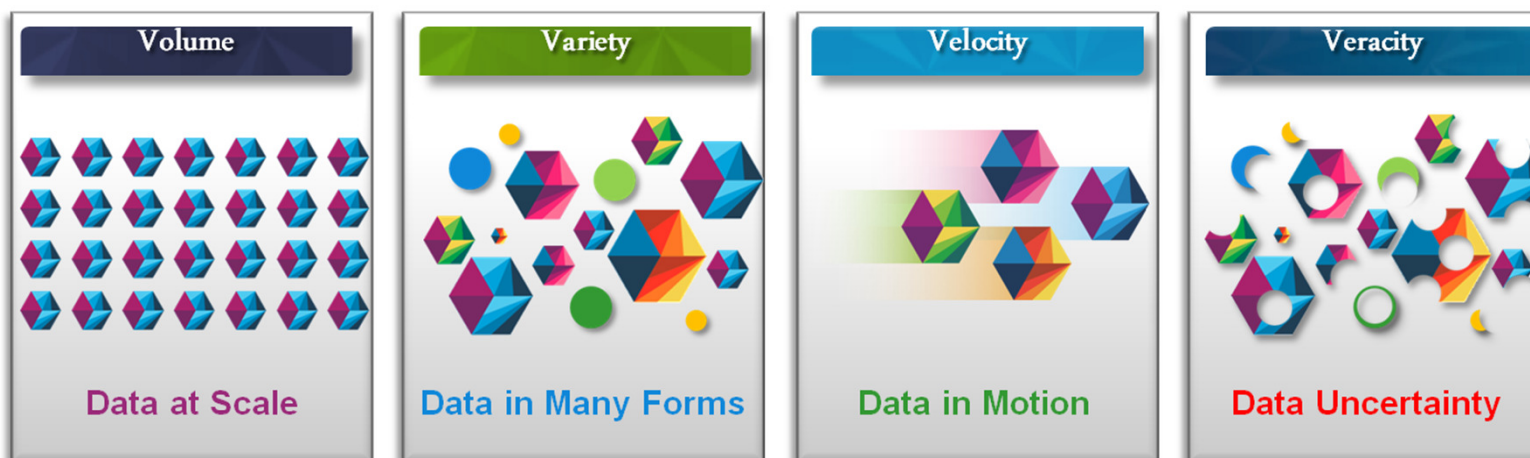 Volume
Variety
Velocity
Veracity
Data at Scale
Data in Many Forms
Data in Motion
Data Uncertainty